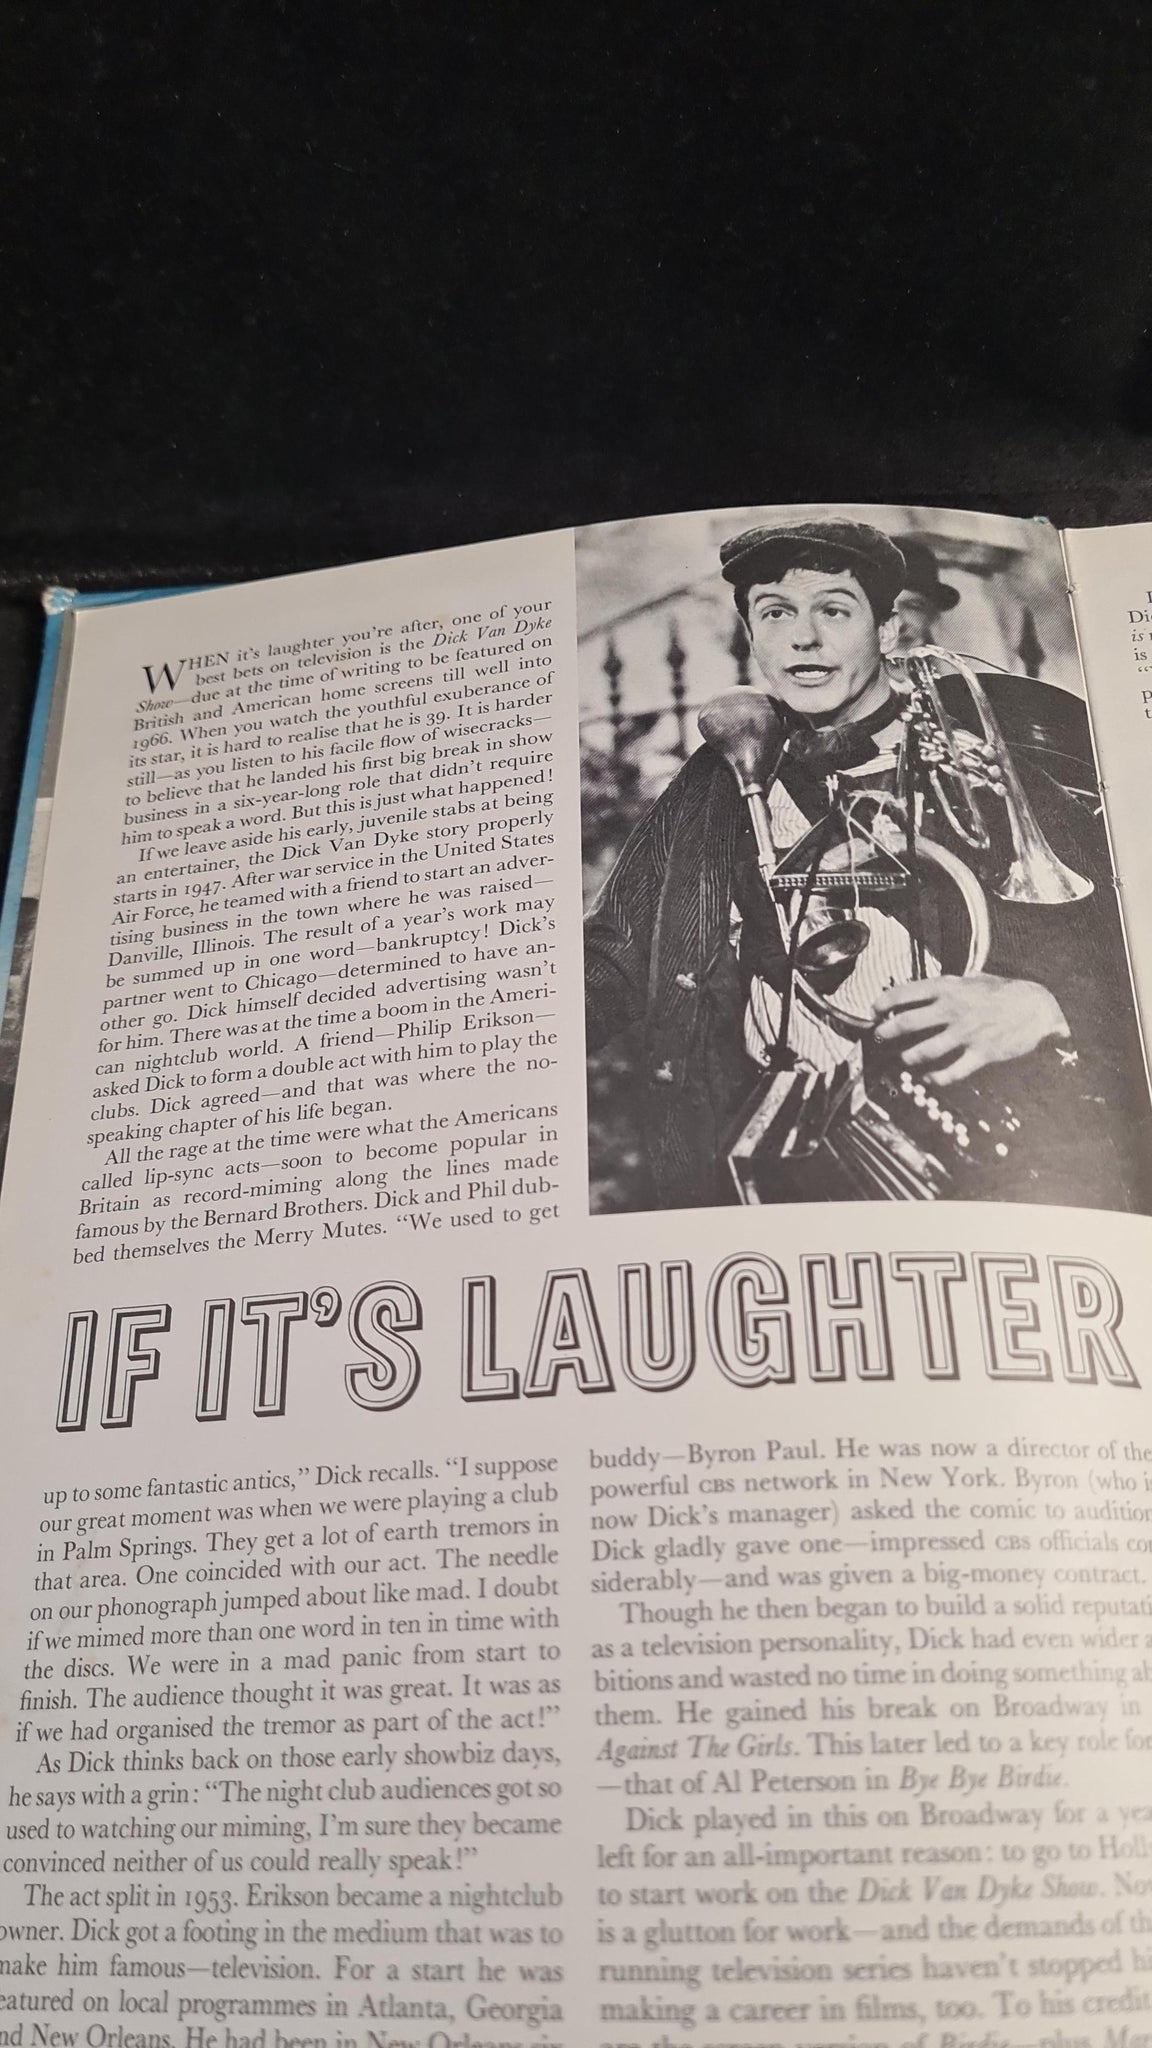 WHEN it's laughter you're after, one of your
best bets on television is the Dick Van Dyke
Show—due at the time of writing to be featured on
British and American home screens till well into
1966. When you watch the youthful exuberance of
its star, it is hard to realise that he is 39. It is harder
still—as you listen to his facile flow of wisecracks—
to believe that he landed his first big break in show
business in a six-year-long role that didn't require
him to speak a word. But this is just what happened!
If we leave aside his early, juvenile stabs at being
an entertainer, the Dick Van Dyke story properly
starts in 1947. After war service in the United States
Air Force, he teamed with a friend to start an adver-
tising business in the town where he was raised—
Danville, Illinois. The result of a year's work may
be summed up in one word—bankruptcy! Dick's
partner went to Chicago—determined to have an-
other go. Dick himself decided advertising wasn't
for him. There was at the time a boom in the Ameri-
can nightclub world. A friend—Philip Erikson—
asked Dick to form a double act with him to play the
clubs. Dick agreed—and that was where the no-
speaking chapter of his life began.
All the rage at the time were what the Americans
called lip-sync acts—soon to become popular in
Britain as record-miming along the lines made
famous by the Bernard Brothers. Dick and Phil dub-
bed themselves the Merry Mutes. "We used to get
IF IT'S LAUGHTER
up to some fantastic antics," Dick recalls. "I suppose
our great moment was when we were playing a club
in Palm Springs. They get a lot of earth tremors in
that area. One coincided with our act. The needle
on our phonograph jumped about like mad. I doubt
if we mimed more than one word in ten in time with
the discs. We were in a mad panic from start to
finish. The audience thought it was great. It was as
if we had organised the tremor as part of the act!"
As Dick thinks back on those early showbiz days,
he says with a grin: "The night club audiences got so
used to watching our miming, I'm sure they became
convinced neither of us could really speak!"
The act split in 1953. Erikson became a nightclub
owner. Dick got a footing in the medium that was to
make him famous—television. For a start he was
eatured on local programmes in Atlanta, Georgia
nd New Orleans. He had been in New Orleans six
buddy—Byron Paul. He was now a director of the
powerful CBS network in New York. Byron (who i
now Dick's manager) asked the comic to audition
Dick gladly gave one—impressed CBS officials co
siderably—and was given a big-money contract.
Though he then began to build a solid reputati
as a television personality, Dick had even wider a
bitions and wasted no time in doing something ab
them. He gained his break on Broadway in
Against The Girls. This later led to a key role for
—that of Al Peterson in Bye Bye Birdie.
Dick played in this on Broadway for a yea
left for an all-important reason: to go to Holl
to start work on the Dick Van Dyke Show. No
is a glutton for work—and the demands of th
running television series haven't stopped hi
making a career in films, too. To his credit
are the screen version of Birdie—plus Mar
Di
is
is